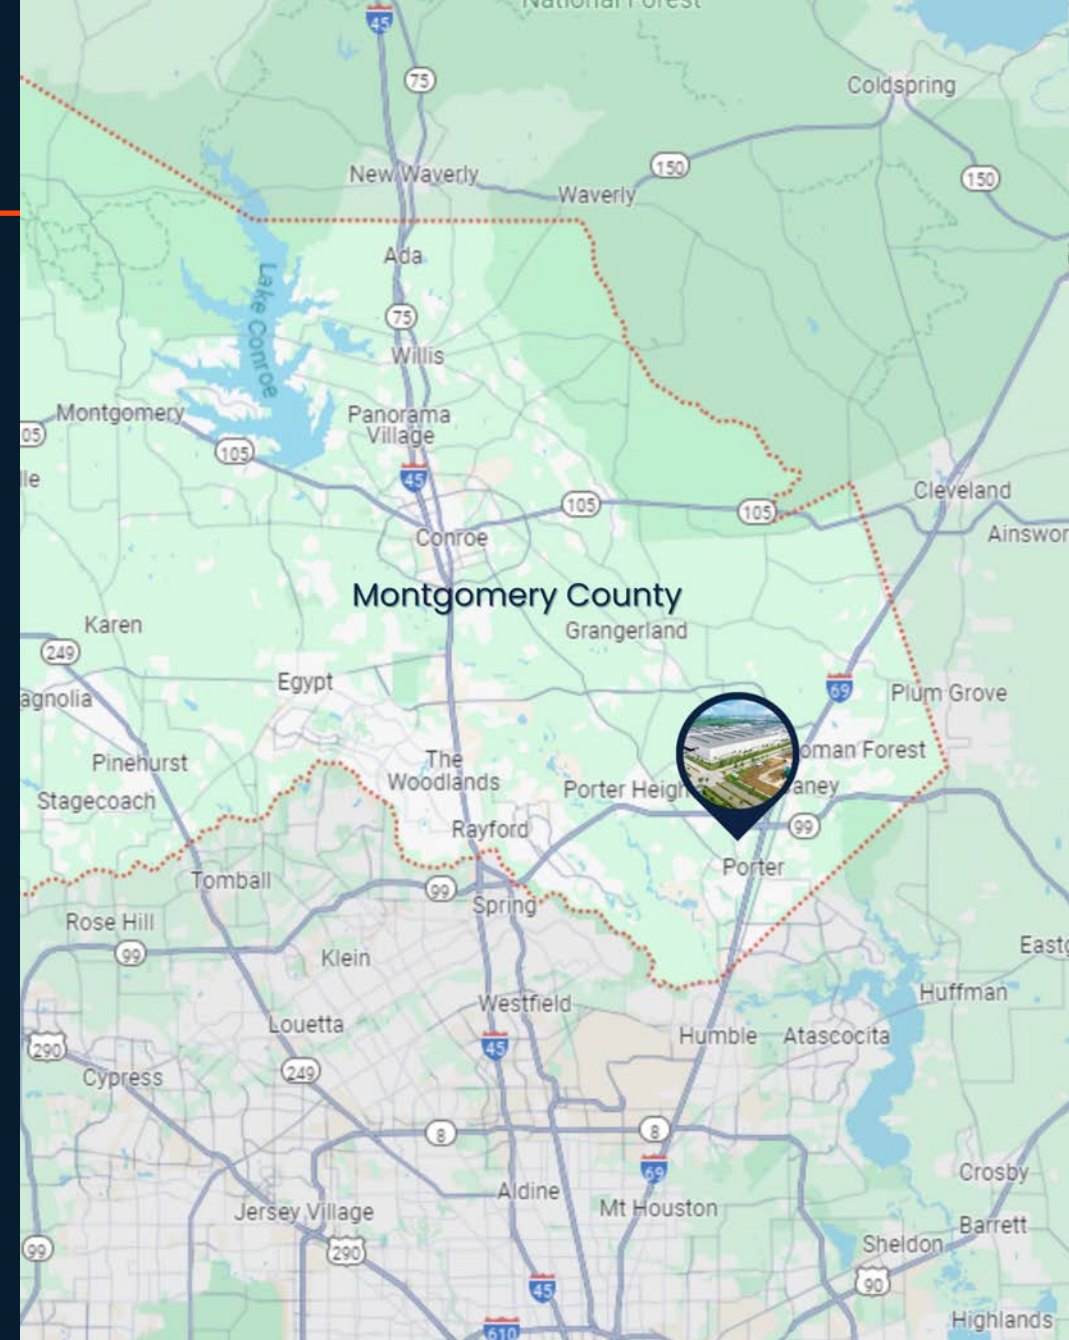 National Forest
45
75
Coldspring
150
New Waverly
Waverly
150
Ada
Lake Conroe
75
Willis
Montgomery
Panorama
Village
05
105
45
lle
Cleveland
105
105
Conroe
Ainswor
Montgomery County
Karen
Grangerland
249
Egypt
69
Plum Grove
agnolia
The
Woodlands
oman Forest
Pinehurst
Porter Heigh
aney
Stagecoach
Rayford
99
Porter
Tomball
99
Spring
Rose Hill
99
Klein
Eastg
Westfield
Huffman
Louetta
Humble
Atascocita
290
45
249
Cypress
8
8
69
Aldine
Crosby
Jersey Village
Mt Houston
Barrett
99
290
Sheldon
90
45
Highlands
610